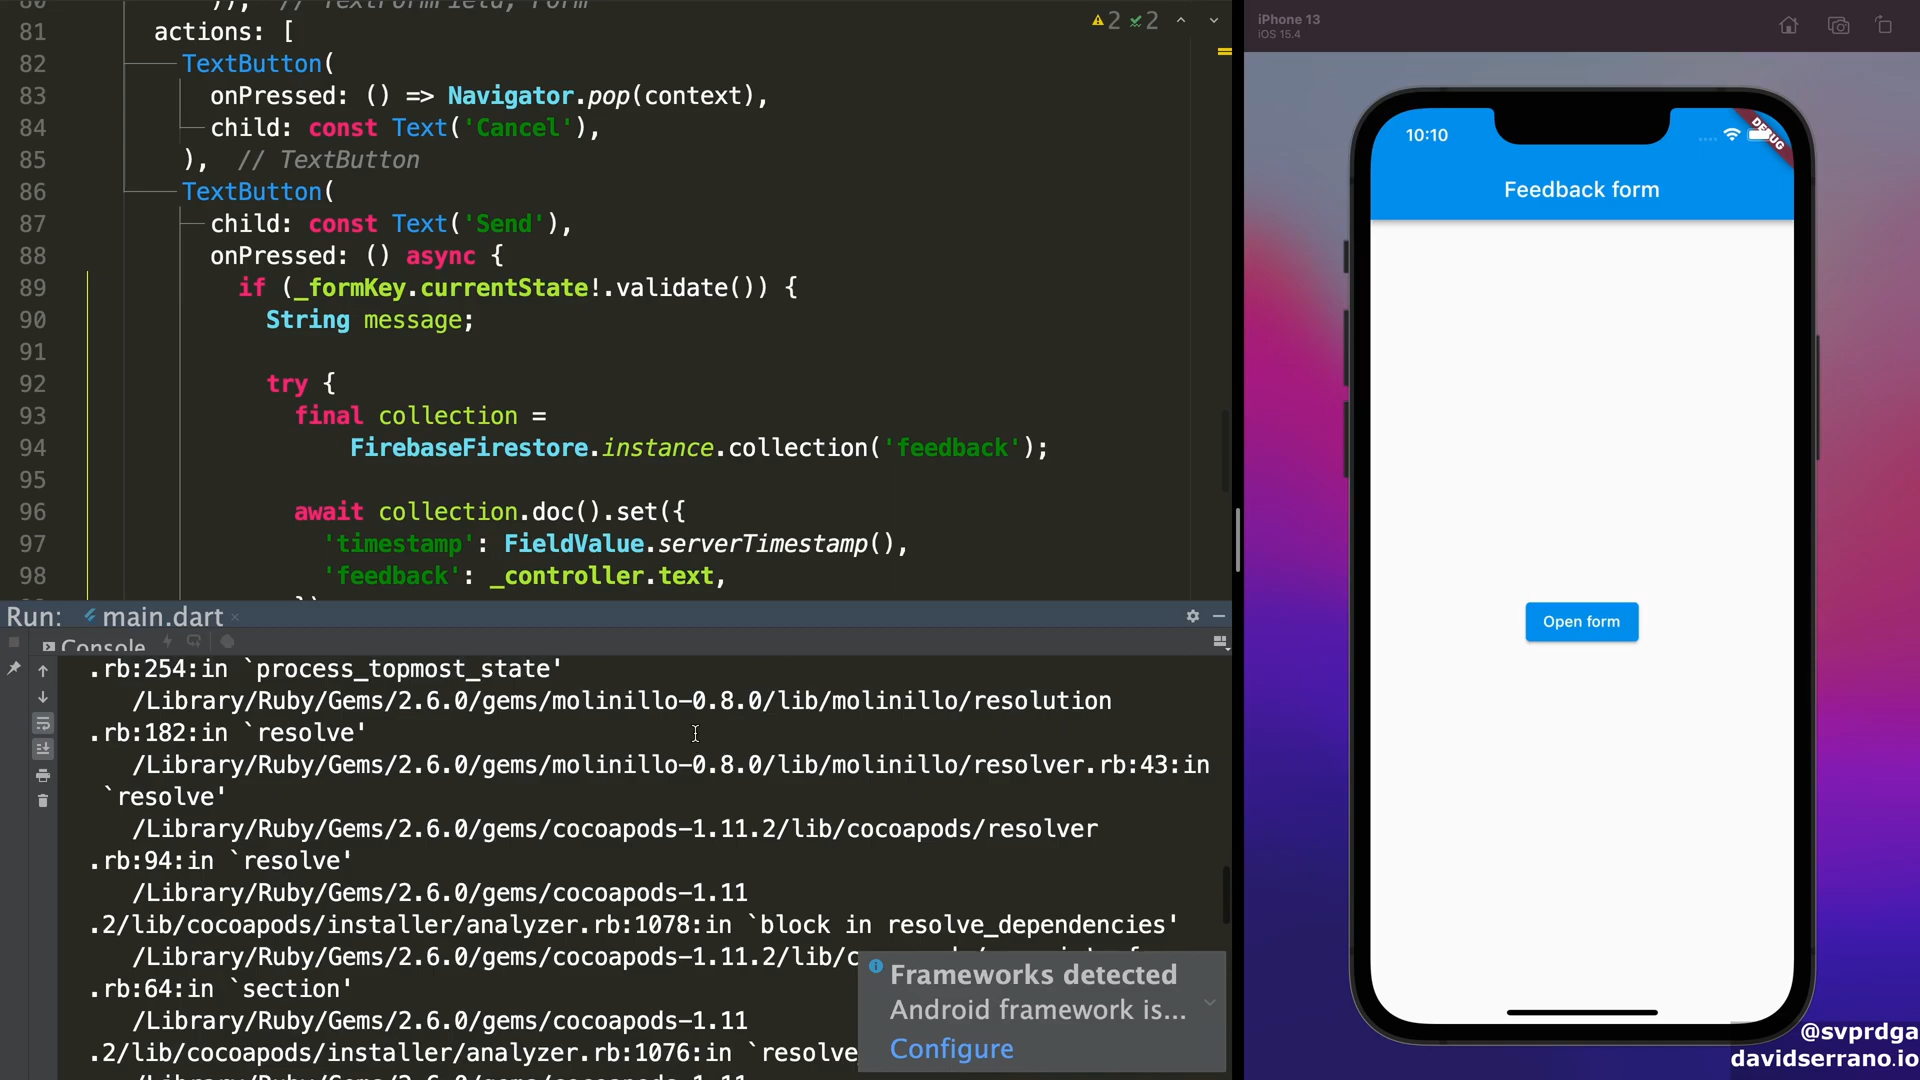 80 )), // TextFormField, Form
81 actions: [
82 TextButton(
83 onPressed: () => Navigator.pop(context),
84 child: const Text('Cancel'),
85 ), // TextButton
86 TextButton(
87 child: const Text('Send'),
88 onPressed: () async {
89 if (_formKey.currentState!.validate()) {
90 String message;
91
92 try {
93 final collection =
94 FirebaseFirestore.instance.collection('feedback');
95
96 await collection.doc().set({
97 'timestamp': FieldValue.serverTimestamp(),
98 'feedback': _controller.text,
2 2
Run: main.dart
Console
.rb:254:in `process_topmost_state'
/Library/Ruby/Gems/2.6.0/gems/molinillo-0.8.0/lib/molinillo/resolution
.rb:182:in `resolve'
/Library/Ruby/Gems/2.6.0/gems/molinillo-0.8.0/lib/molinillo/resolver.rb:43:in
`resolve'
/Library/Ruby/Gems/2.6.0/gems/cocoapods-1.11.2/lib/cocoapods/resolver
.rb:94:in `resolve'
/Library/Ruby/Gems/2.6.0/gems/cocoapods-1.11
.2/lib/cocoapods/installer/analyzer.rb:1078:in `block in resolve_dependencies'
/Library/Ruby/Gems/2.6.0/gems/cocoapods-1.11.2/lib/c
.rb:64:in `section'
/Library/Ruby/Gems/2.6.0/gems/cocoapods-1.11
.2/lib/cocoapods/installer/analyzer.rb:1076:in `resolve
Frameworks detected
Android framework is...
Configure
iPhone 13
iOS 15.4
10:10
DEBUG
Feedback form
Open form
@svprdga
davidserrano.io